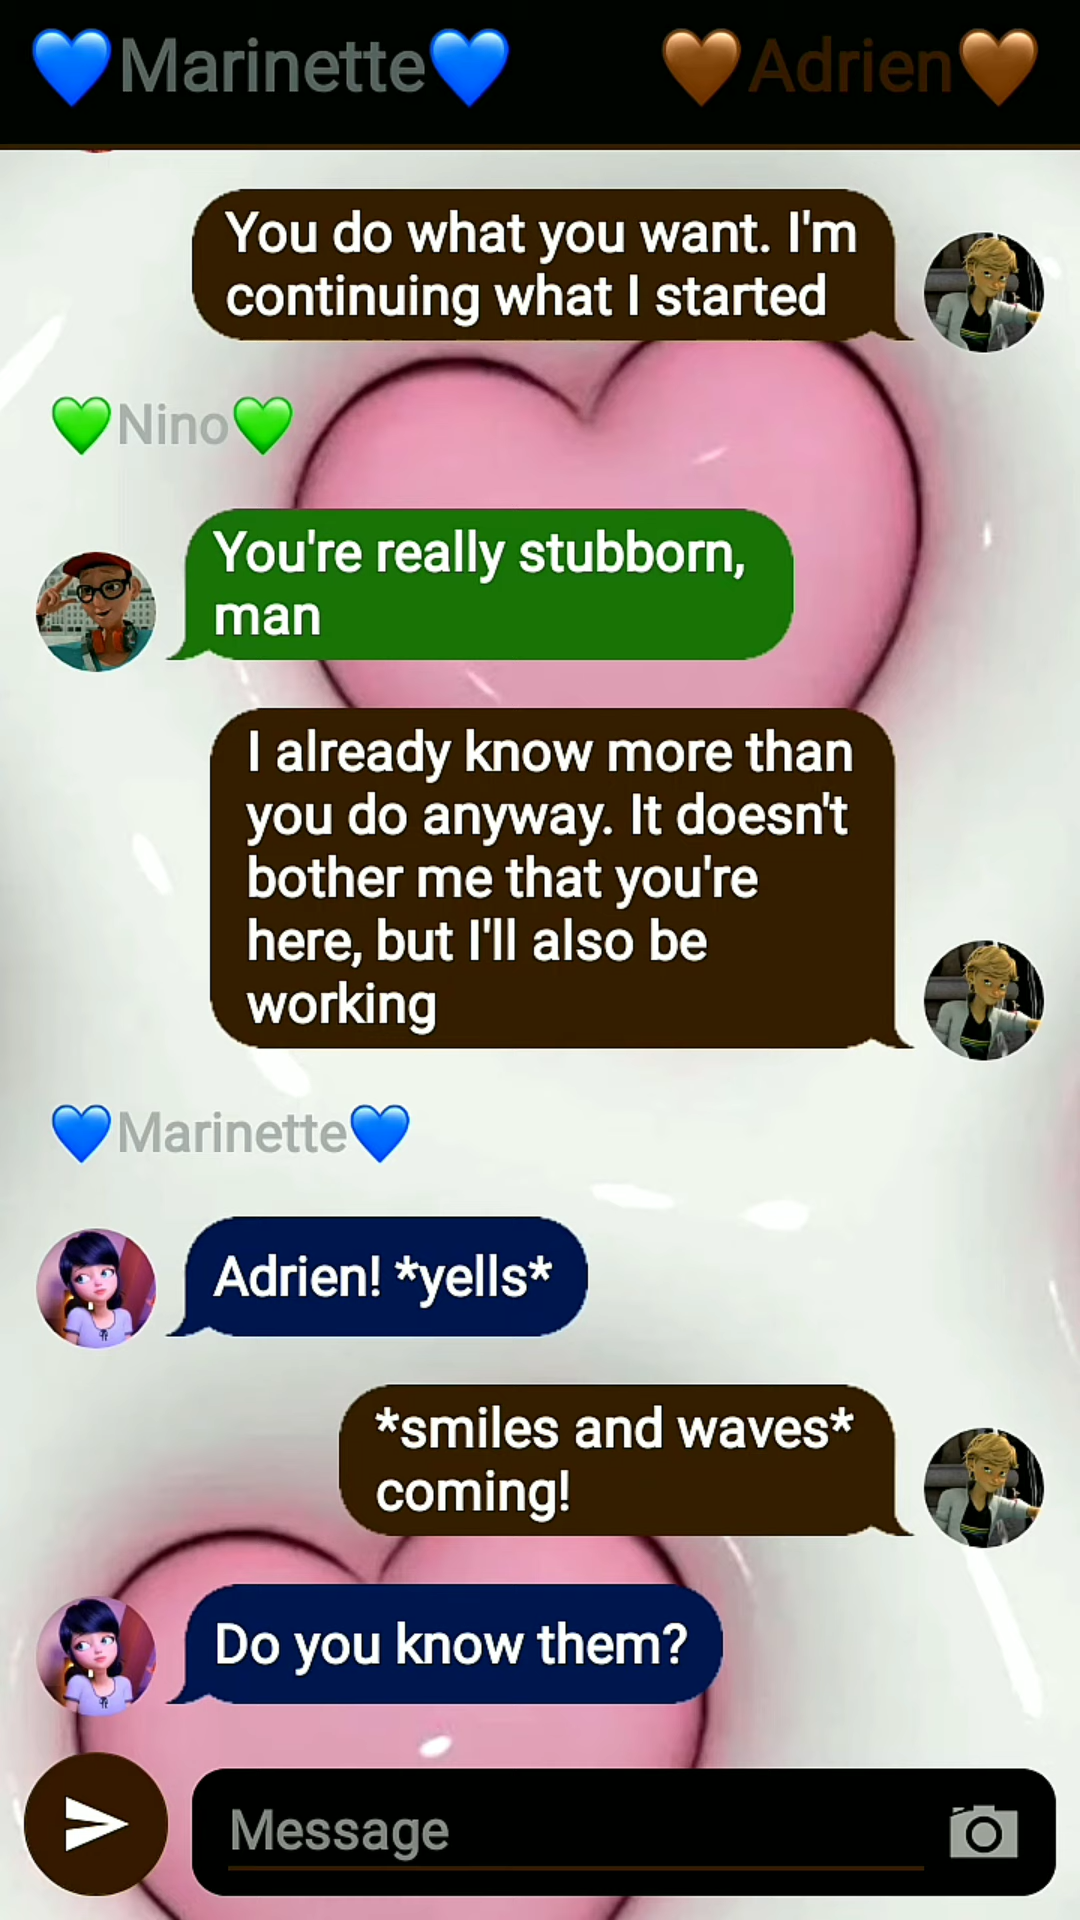 💙Marinette💙 🤎Adrien🤎
You do what you want. I'm
continuing what I started
💚Nino💚
You're really stubborn,
man
I already know more than
you do anyway. It doesn't
bother me that you're
here, but I'll also be
working
💙Marinette💙
Adrien! *yells*
*smiles and waves*
coming!
Do you know them?
Message